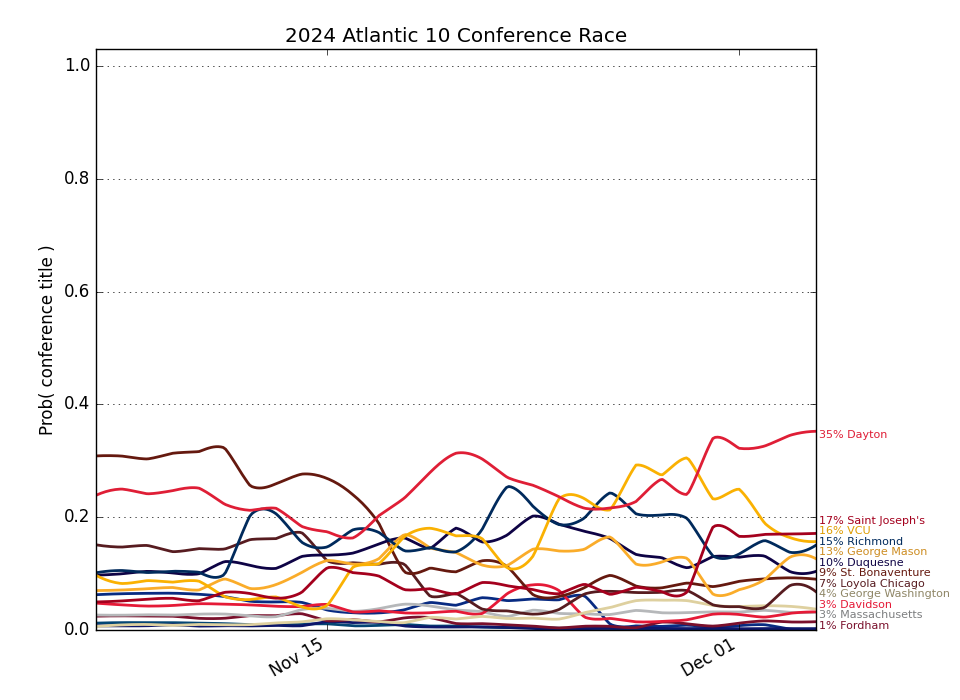 2024 Atlantic 10 Conference Race
Prob( conference title )
1.0
0.8
0.6
0.4
0.2
0.0
Nov 15
Dec 01
35% Dayton
17% Saint Joseph's
16% VCU
15% Richmond
13% George Mason
10% Duquesne
9% St. Bonaventure
7% Loyola Chicago
4% George Washington
3% Davidson
3% Massachusetts
1% Fordham